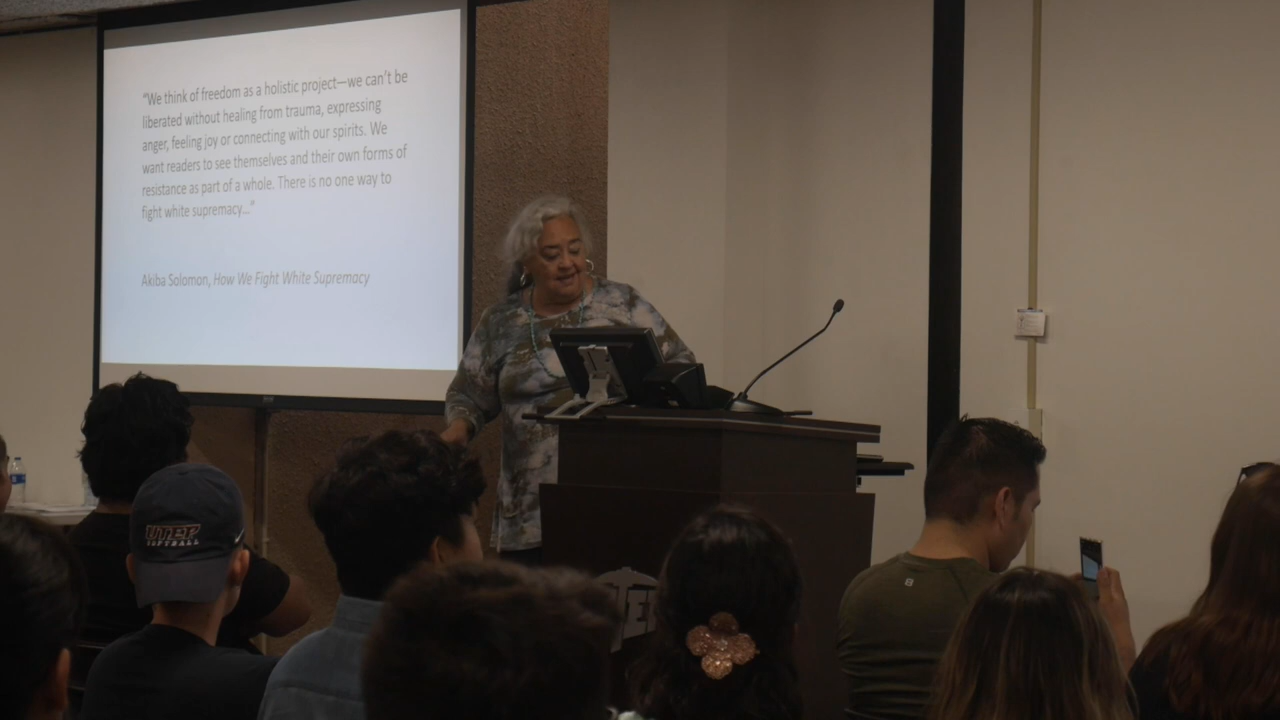 “We think of freedom as a holistic project—we can’t be
liberated without healing from trauma, expressing
anger, feeling joy or connecting with our spirits. We
want readers to see themselves and their own forms of
resistance as part of a whole. There is no one way to
fight white supremacy…”
Akiba Solomon, How We Fight White Supremacy
UTEP
SOFTBALL